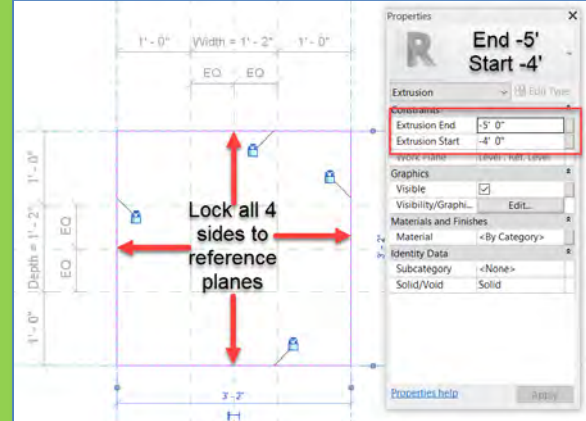 1' - 0"
Width = 1' - 2"
1' - 0"
EQ
EQ
1' - 0"
Depth = 1' - 2"
EQ
EQ
1' - 0"
Lock all 4
sides to
reference
planes
3' - 2"
3' - 2"
Properties
R
End -5'
Start -4'
Extrusion
Edit Type
Constraints
Extrusion End -5' 0"
Extrusion Start -4' 0"
Work Plane Level : Ref. Level
Graphics
Visible
Visibility/Graphi... Edit...
Materials and Finishes
Material <By Category>
Identity Data
Subcategory <None>
Solid/Void Solid
Properties help
Apply